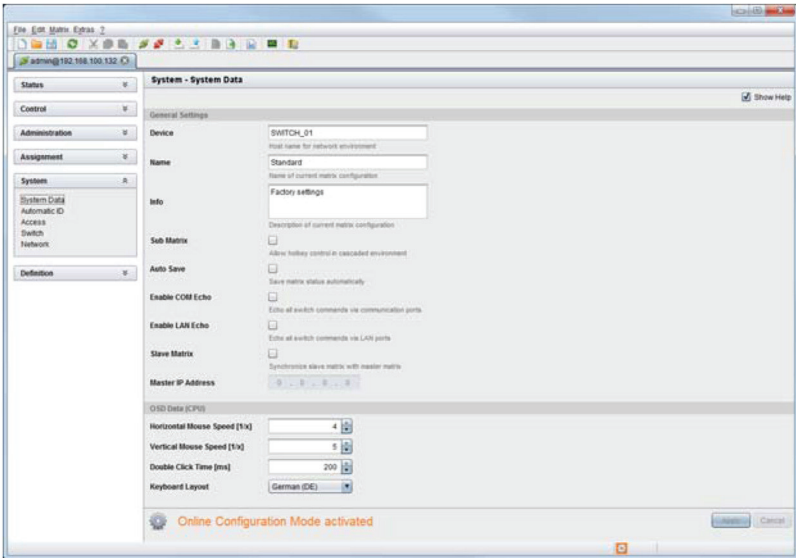 File Edit Matrix Extras ?
admin@192.168.100.132
Status
Control
Administration
Assignment
System
System Data
Automatic ID
Access
Switch
Network
Definition
System - System Data
Show Help
General Settings
Device SWITCH_01
Host name for network environment
Name Standard
Name of current matrix configuration
Info Factory settings
Description of current matrix configuration
Sub Matrix
Allow hotkey control in cascaded environment
Auto Save
Save matrix status automatically
Enable COM Echo
Echo all switch commands via communication ports
Enable LAN Echo
Echo all switch commands via LAN ports
Slave Matrix
Synchronize slave matrix with master matrix
Master IP Address 0 . 0 . 0 . 0
OSD Data (CPU)
Horizontal Mouse Speed [1/x] 4
Vertical Mouse Speed [1/x] 5
Double Click Time [ms] 200
Keyboard Layout German (DE)
Online Configuration Mode activated
Apply Cancel